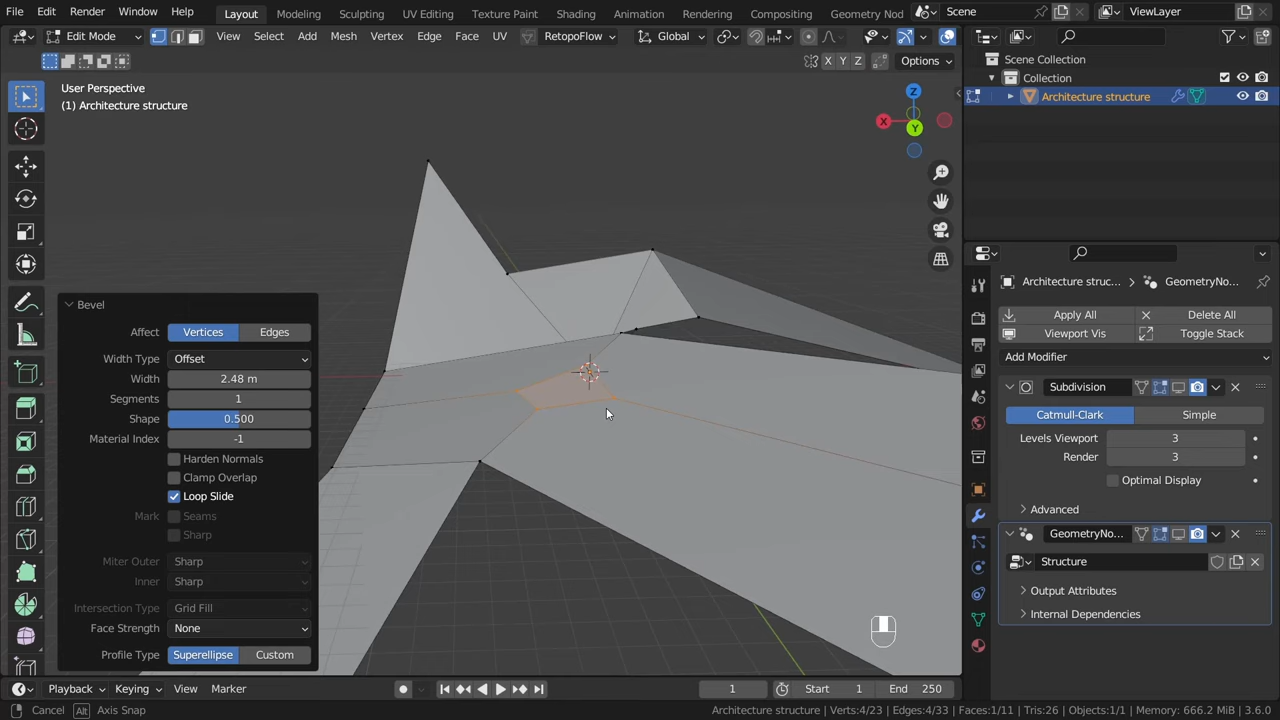 File Edit Render Window Help Layout Modeling Sculpting UV Editing Texture Paint Shading Animation Rendering Compositing Geometry Nod Scene ViewLayer
Edit Mode View Select Add Mesh Vertex Edge Face UV RetopoFlow Global
X Y Z Options
User Perspective
(1) Architecture structure
Z
X
Y
Scene Collection
Collection
Architecture structure
Bevel
Affect Vertices Edges
Width Type Offset
Width 2.48 m
Segments 1
Shape 0.500
Material Index -1
Harden Normals
Clamp Overlap
Loop Slide
Mark Seams
Sharp
Miter Outer Sharp
Inner Sharp
Intersection Type Grid Fill
Face Strength None
Profile Type Superellipse Custom
Architecture struc... GeometryNo...
Apply All Delete All
Viewport Vis Toggle Stack
Add Modifier
Subdivision
Catmull-Clark Simple
Levels Viewport 3
Render 3
Optimal Display
Advanced
GeometryNo...
Structure
Output Attributes
Internal Dependencies
Playback Keying View Marker 1 Start 1 End 250
Cancel Alt Axis Snap Architecture structure | Verts:4/23 | Edges:4/33 | Faces:1/11 | Tris:26 | Objects:1/1 | Memory: 666.2 MiB | 3.6.0